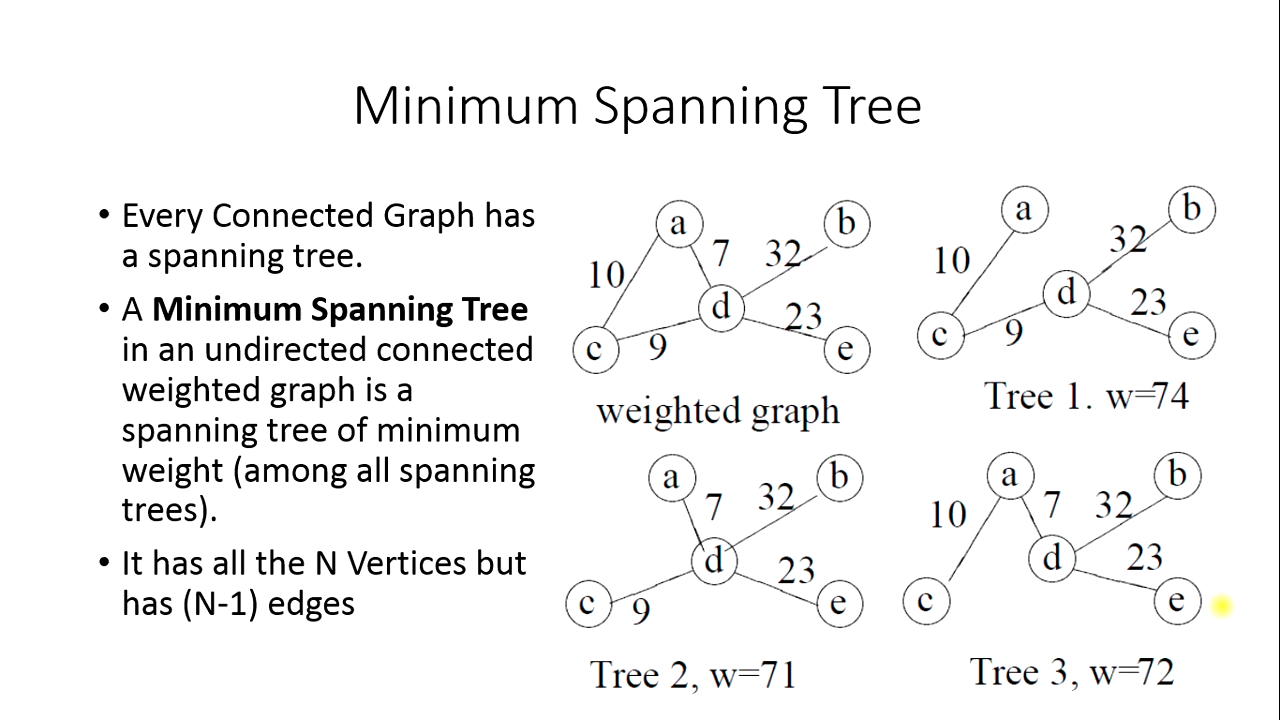 Minimum Spanning Tree
• Every Connected Graph has
a spanning tree.
• A Minimum Spanning Tree
in an undirected connected
weighted graph is a
spanning tree of minimum
weight (among all spanning
trees).
• It has all the N Vertices but
has (N-1) edges
a
b
7
32
10
d
23
c
9
e
weighted graph
a
b
32
10
d
23
c
9
e
Tree 1. w=74
a
b
7
32
d
23
c
9
e
Tree 2, w=71
a
b
10
7
32
d
23
c
e
Tree 3, w=72